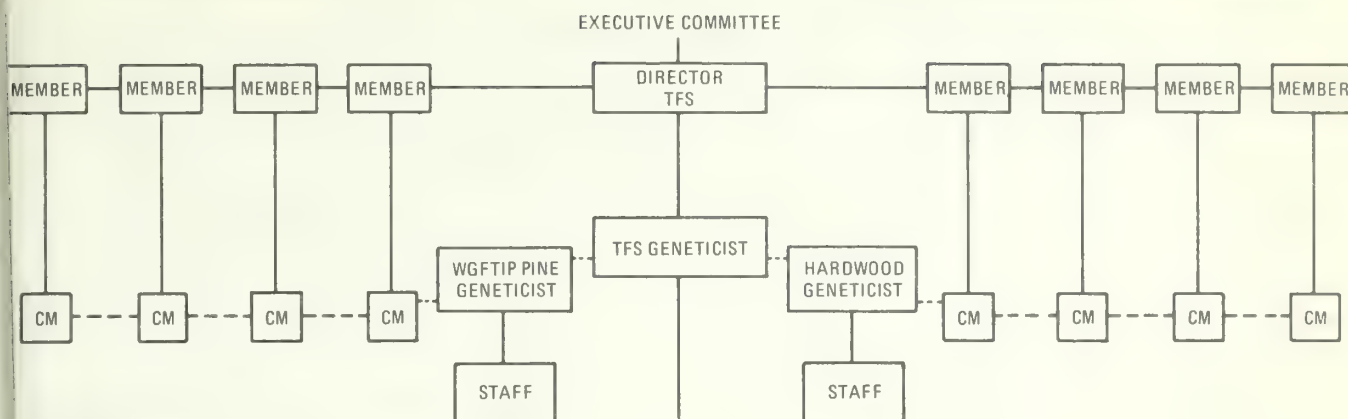 EXECUTIVE COMMITTEE
MEMBER MEMBER MEMBER MEMBER DIRECTOR TFS MEMBER MEMBER MEMBER MEMBER
TFS GENETICIST
WGFTIP PINE
GENETICIST
HARDWOOD
GENETICIST
CM CM CM CM CM CM CM CM
STAFF STAFF